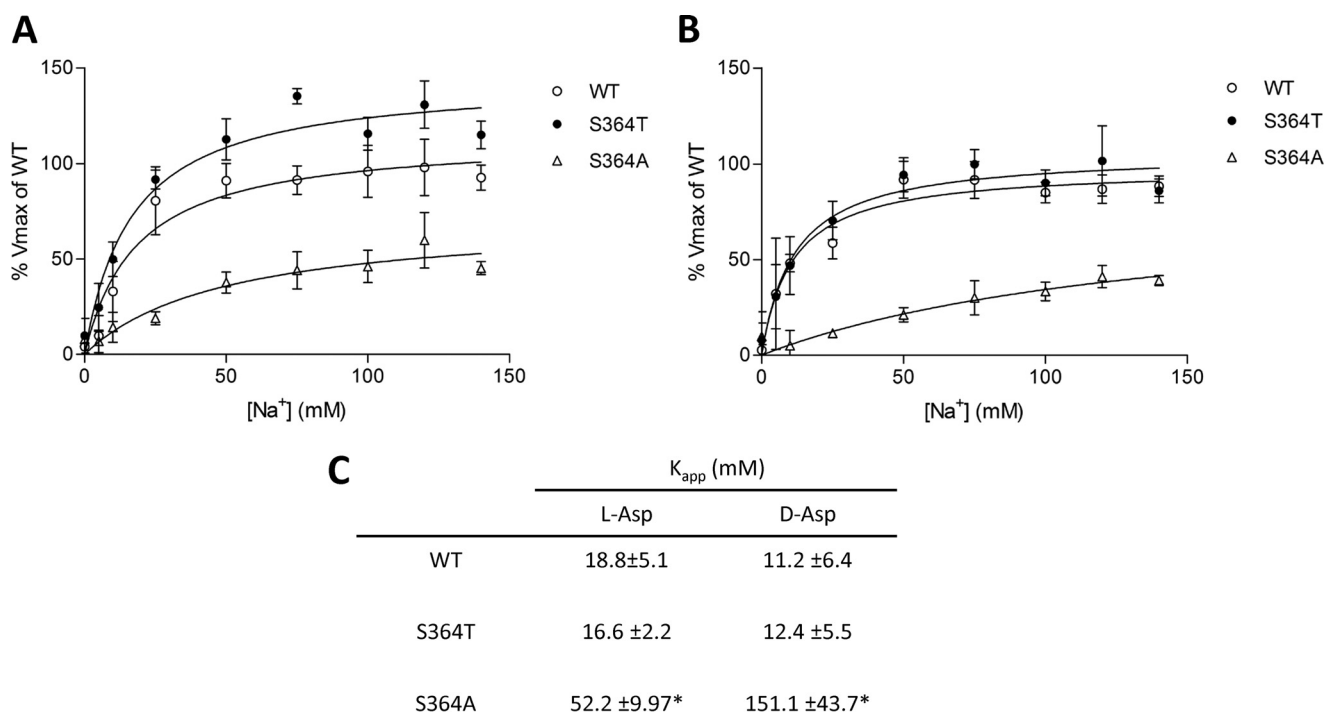 A
150
100
50
0
% Vmax of WT
0 50 100 150
[Na⁺] (mM)
WT
S364T
S364A
B
150
100
50
0
% Vmax of WT
0 50 100 150
[Na⁺] (mM)
WT
S364T
S364A
C
Kapp (mM)
L-Asp D-Asp
WT 18.8±5.1 11.2 ±6.4
S364T 16.6 ±2.2 12.4 ±5.5
S364A 52.2 ±9.97* 151.1 ±43.7*